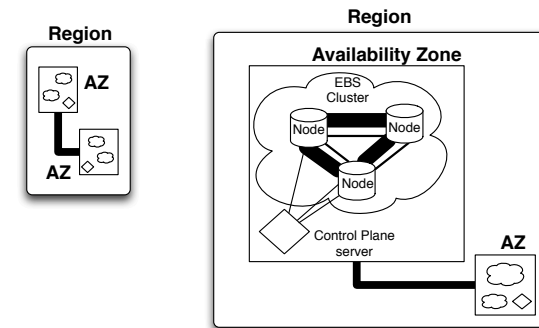 Region
AZ
AZ
Region
Availability Zone
EBS
Cluster
Node
Node
Node
Control Plane
server
AZ